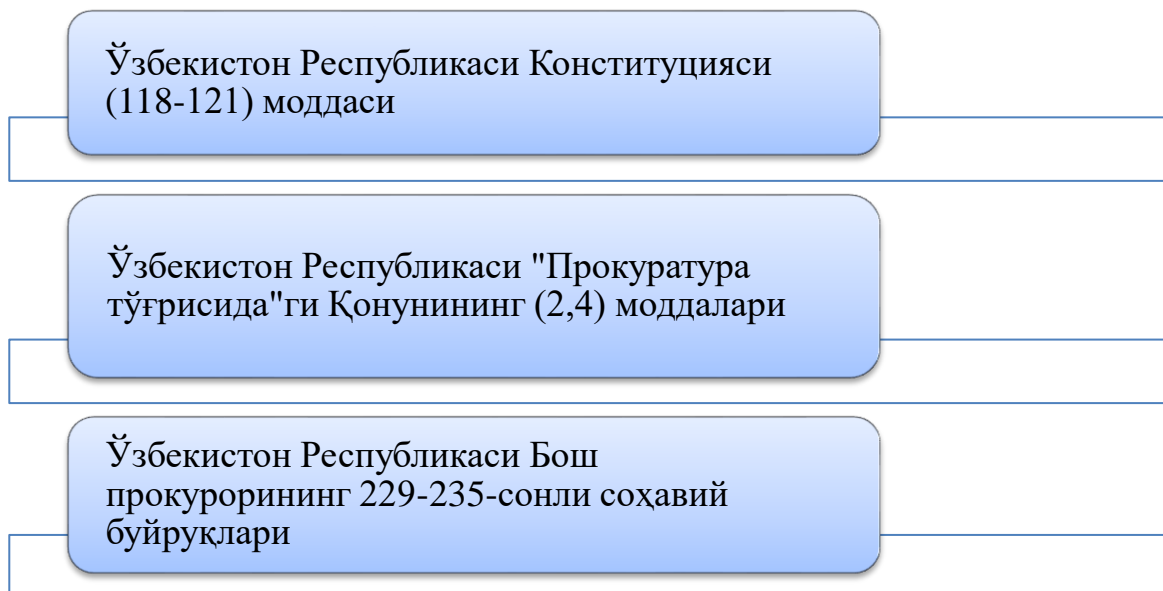 Ўзбекистон Республикаси Конституцияси
(118-121) моддаси
Ўзбекистон Республикаси "Прокуратура
тўғрисида"ги Қонунининг (2,4) моддалари
Ўзбекистон Республикаси Бош
прокурорининг 229-235-сонли соҳавий
буйруқлари